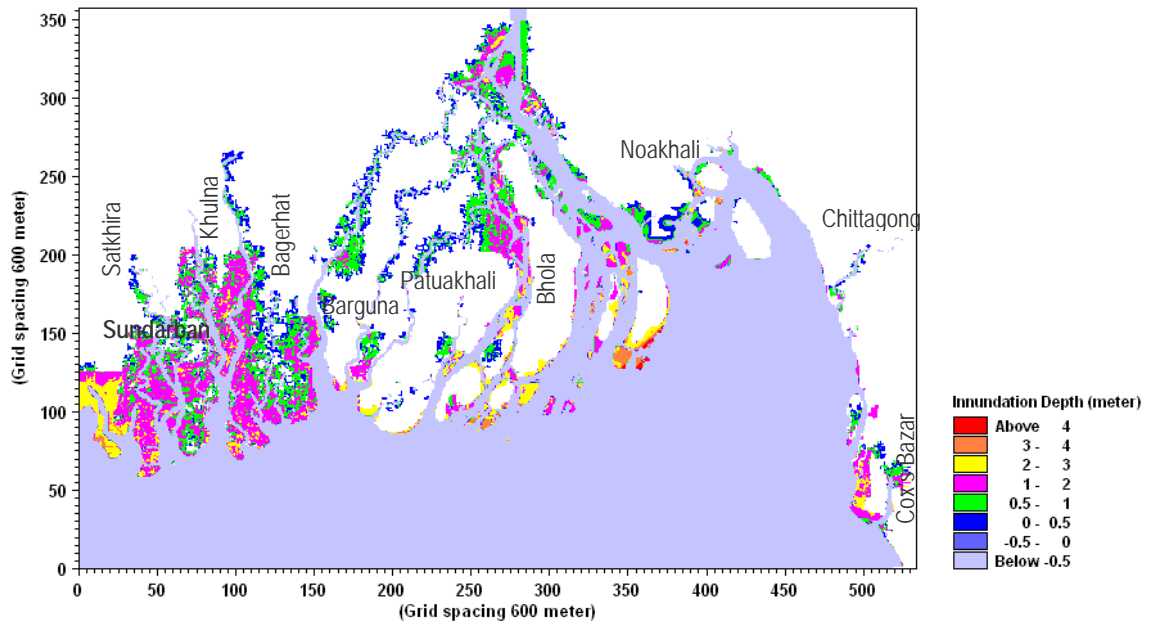 350
300
250
200
150
100
50
0
(Grid spacing 600 meter)
0 50 100 150 200 250 300 350 400 450 500
(Grid spacing 600 meter)
Satkhira
Khulna
Bagerhat
Sundarban
Barguna
Patuakhali
Bhola
Noakhali
Chittagong
Cox's Bazar
Innundation Depth (meter)
Above 4
3 - 4
2 - 3
1 - 2
0.5 - 1
0 - 0.5
-0.5 - 0
Below -0.5